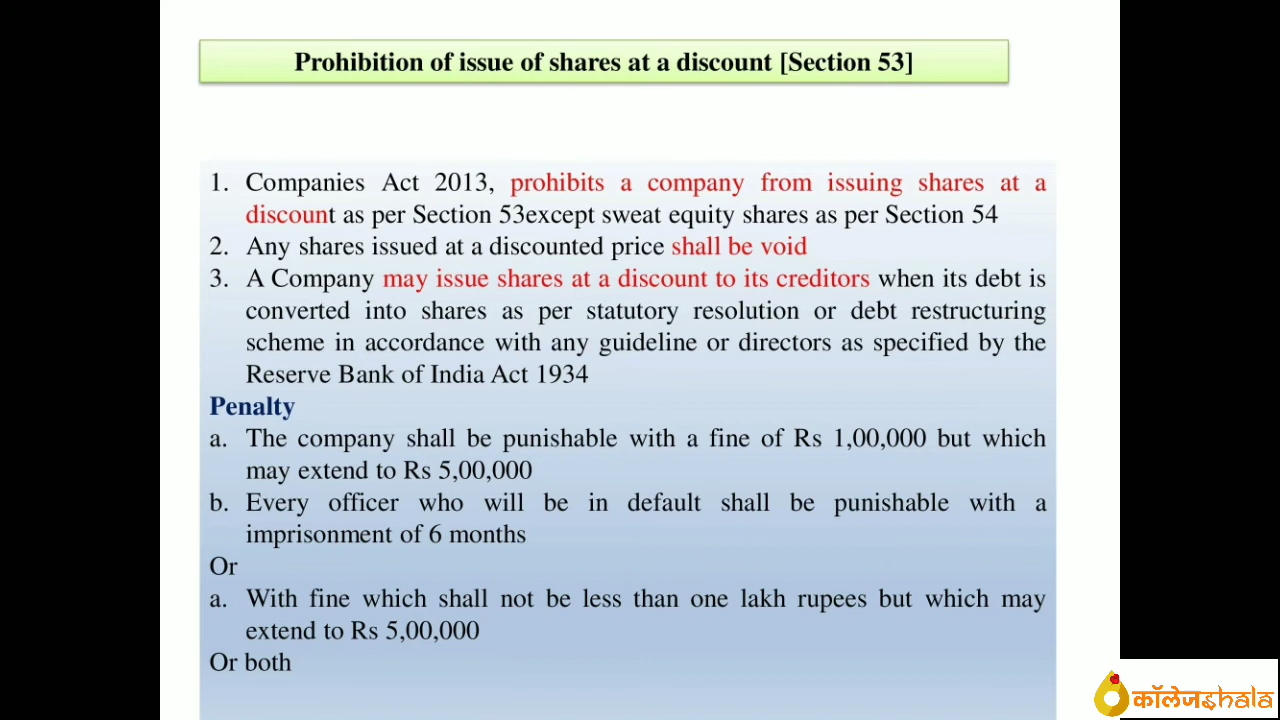 Prohibition of issue of shares at a discount [Section 53]
1. Companies Act 2013, prohibits a company from issuing shares at a
discount as per Section 53except sweat equity shares as per Section 54
2. Any shares issued at a discounted price shall be void
3. A Company may issue shares at a discount to its creditors when its debt is
converted into shares as per statutory resolution or debt restructuring
scheme in accordance with any guideline or directors as specified by the
Reserve Bank of India Act 1934
Penalty
a. The company shall be punishable with a fine of Rs 1,00,000 but which
may extend to Rs 5,00,000
b. Every officer who will be in default shall be punishable with a
imprisonment of 6 months
Or
a. With fine which shall not be less than one lakh rupees but which may
extend to Rs 5,00,000
Or both
कॉलेजshala